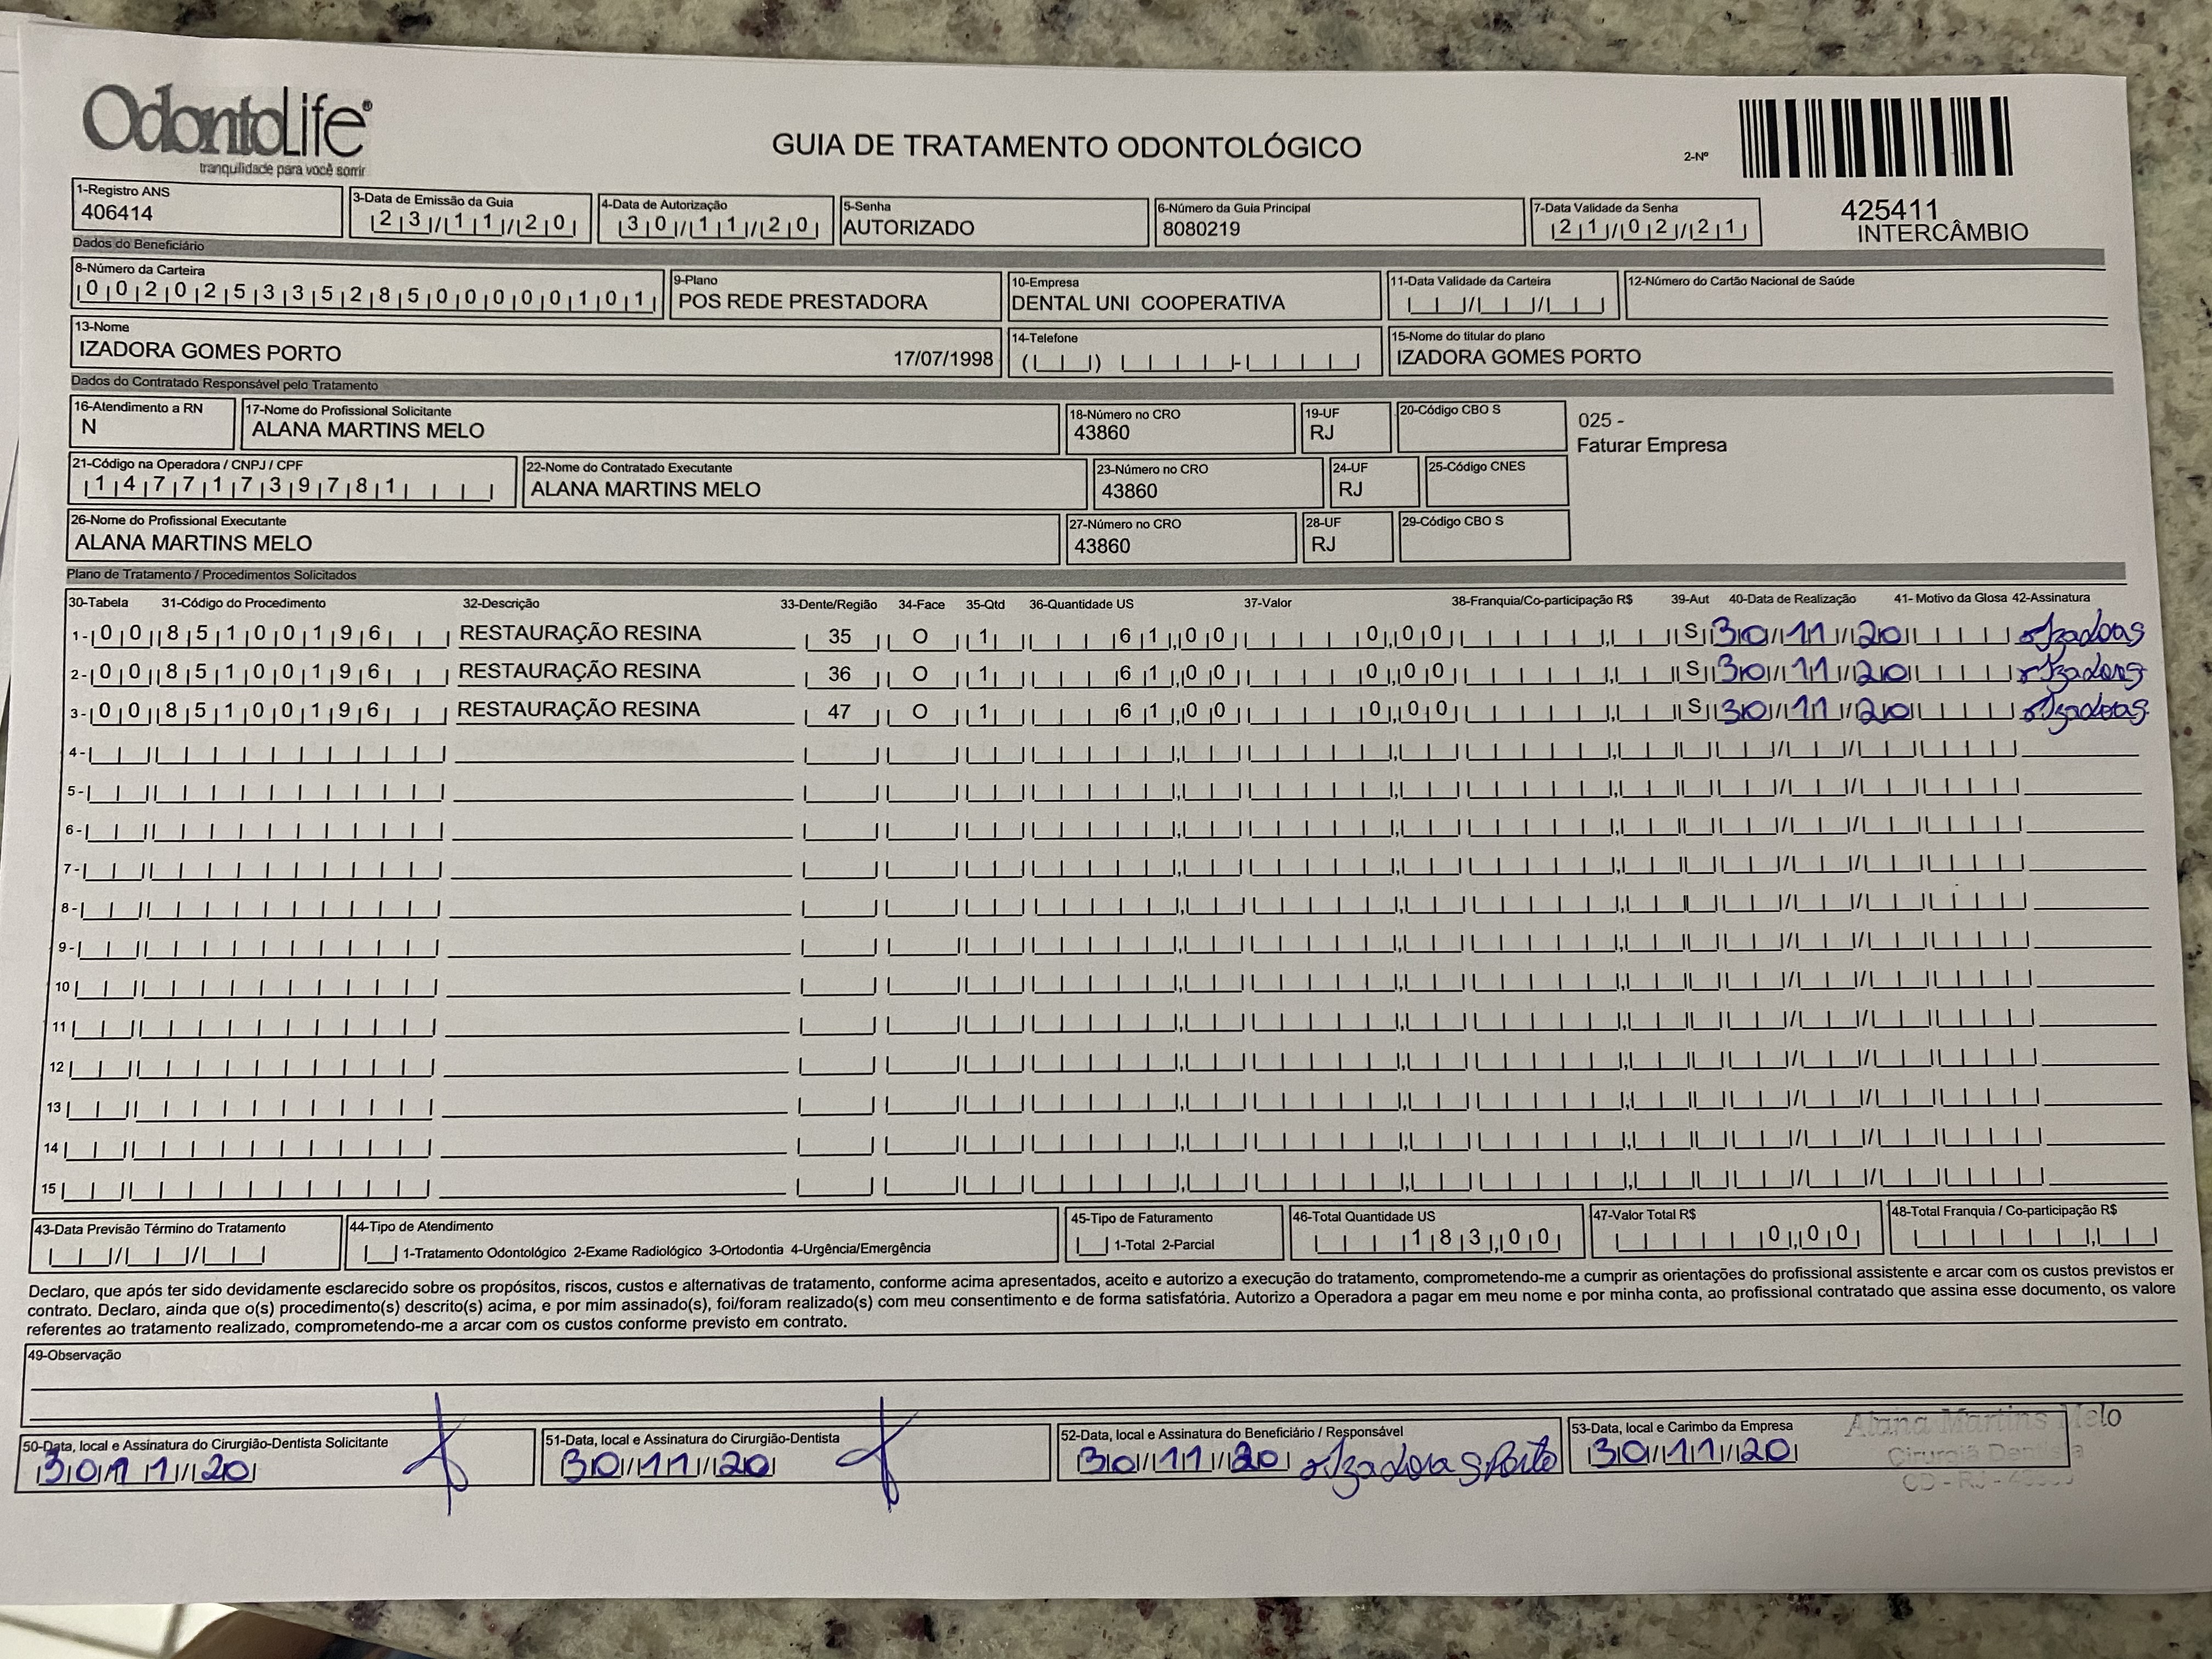 OdontoLife®
tranquilidade para você sorrir
GUIA DE TRATAMENTO ODONTOLÓGICO
2-Nº
425411
INTERCÂMBIO
1-Registro ANS
406414
3-Data de Emissão da Guia
23/11/20
4-Data de Autorização
30/11/20
5-Senha
AUTORIZADO
6-Número da Guia Principal
8080219
7-Data Validade da Senha
21/02/21
Dados do Beneficiário
8-Número da Carteira
00202533528500000101
9-Plano
POS REDE PRESTADORA
10-Empresa
DENTAL UNI COOPERATIVA
11-Data Validade da Carteira
12-Número do Cartão Nacional de Saúde
13-Nome
IZADORA GOMES PORTO 17/07/1998
14-Telefone
15-Nome do titular do plano
IZADORA GOMES PORTO
Dados do Contratado Responsável pelo Tratamento
16-Atendimento a RN
N
17-Nome do Profissional Solicitante
ALANA MARTINS MELO
18-Número no CRO
43860
19-UF
RJ
20-Código CBO S
025 -
Faturar Empresa
21-Código na Operadora / CNPJ / CPF
14771739781
22-Nome do Contratado Executante
ALANA MARTINS MELO
23-Número no CRO
43860
24-UF
RJ
25-Código CNES
26-Nome do Profissional Executante
ALANA MARTINS MELO
27-Número no CRO
43860
28-UF
RJ
29-Código CBO S
Plano de Tratamento / Procedimentos Solicitados
30-Tabela 31-Código do Procedimento 32-Descrição 33-Dente/Região 34-Face 35-Qtd 36-Quantidade US 37-Valor 38-Franquia/Co-participação R$ 39-Aut 40-Data de Realização 41- Motivo da Glosa 42-Assinatura
1- 00 85100196 RESTAURAÇÃO RESINA 35 O 1 61,00 0,00 S 30/11/20
2- 00 85100196 RESTAURAÇÃO RESINA 36 O 1 61,00 0,00 S 30/11/20
3- 00 85100196 RESTAURAÇÃO RESINA 47 O 1 61,00 0,00 S 30/11/20
4-
5-
6-
7-
8-
9-
10
11
12
13
14
15
43-Data Previsão Término do Tratamento
44-Tipo de Atendimento
1-Tratamento Odontológico 2-Exame Radiológico 3-Ortodontia 4-Urgência/Emergência
45-Tipo de Faturamento
1-Total 2-Parcial
46-Total Quantidade US
183,00
47-Valor Total R$
0,00
48-Total Franquia / Co-participação R$
Declaro, que após ter sido devidamente esclarecido sobre os propósitos, riscos, custos e alternativas de tratamento, conforme acima apresentados, aceito e autorizo a execução do tratamento, comprometendo-me a cumprir as orientações do profissional assistente e arcar com os custos previstos er
contrato. Declaro, ainda que o(s) procedimento(s) descrito(s) acima, e por mim assinado(s), foi/foram realizado(s) com meu consentimento e de forma satisfatória. Autorizo a Operadora a pagar em meu nome e por minha conta, ao profissional contratado que assina esse documento, os valore
referentes ao tratamento realizado, comprometendo-me a arcar com os custos conforme previsto em contrato.
49-Observação
50-Data, local e Assinatura do Cirurgião-Dentista Solicitante
30/11/20
51-Data, local e Assinatura do Cirurgião-Dentista
30/11/20
52-Data, local e Assinatura do Beneficiário / Responsável
30/11/20 Izadora G Porto
53-Data, local e Carimbo da Empresa
30/11/20
Alana Martins Melo
Cirurgiã Dentista
CD - RJ -